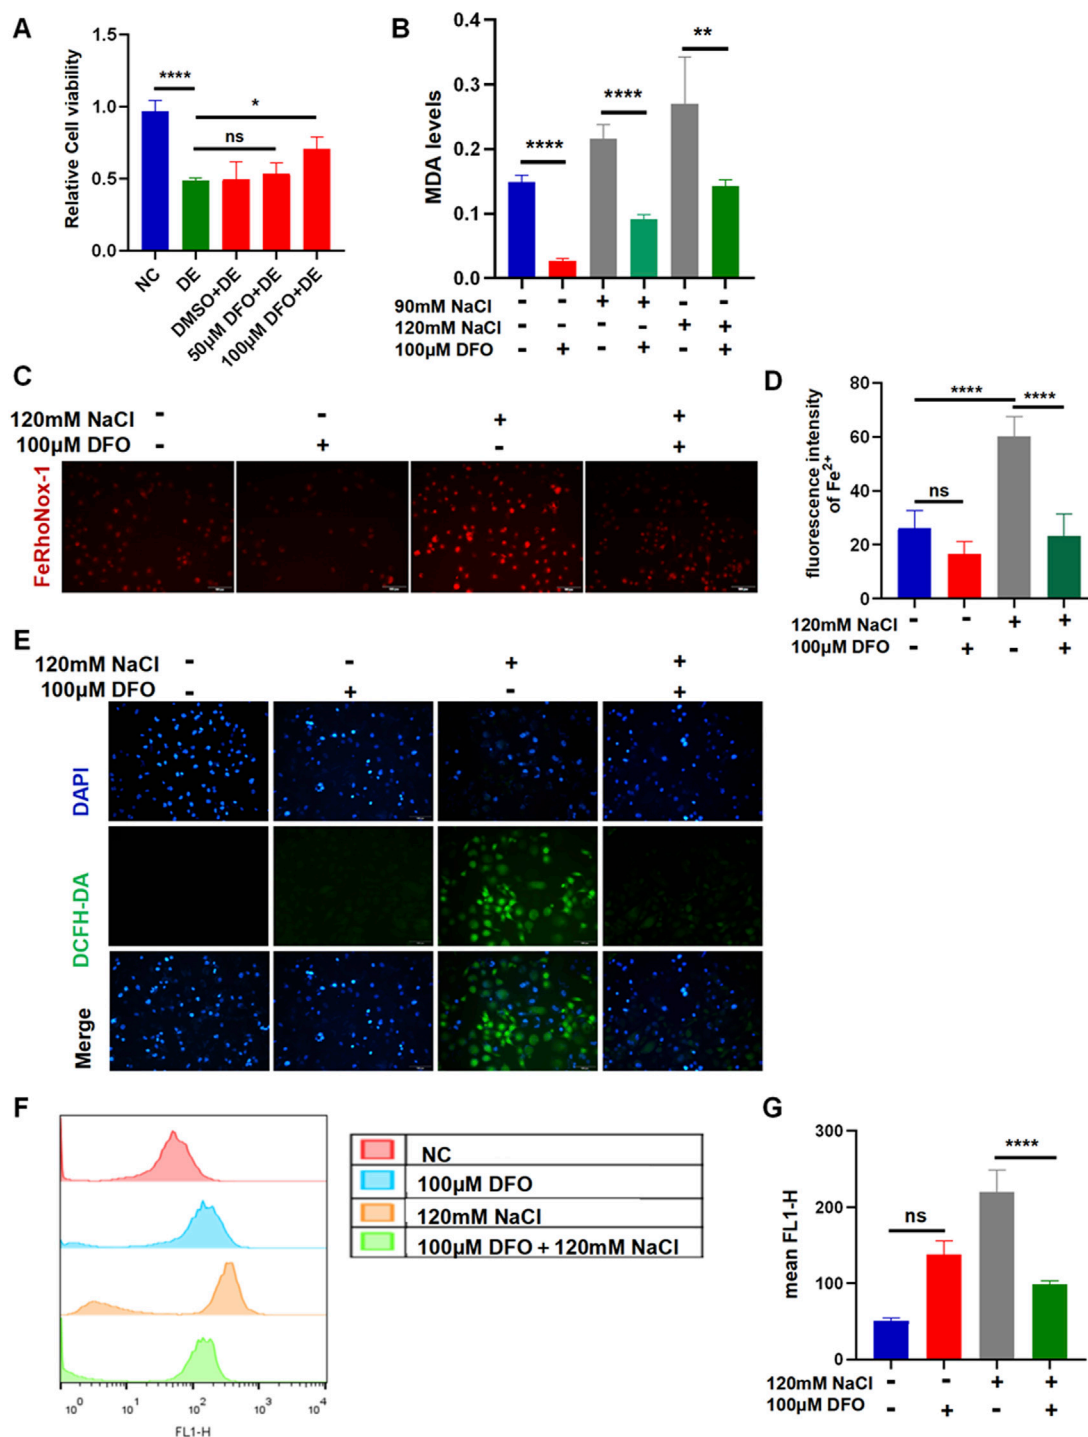 A
Relative Cell viability
1.5
1.0
0.5
0.0
****
*
ns
NC
DE
DMSO+DE
50μM DFO+DE
100μM DFO+DE
B
MDA levels
0.4
0.3
0.2
0.1
0.0
****
****
**
90mM NaCl - - + + - -
120mM NaCl - - - - + +
100μM DFO - + - + - +
C
120mM NaCl - - + +
100μM DFO - + - +
FeRhoNox-1
D
fluorescence intensity
of Fe2+
80
60
40
20
0
ns
****
****
120mM NaCl - - + +
100μM DFO - + - +
E
120mM NaCl - - + +
100μM DFO - + - +
DAPI
DCFH-DA
Merge
F
10^0 10^1 10^2 10^3 10^4
FL1-H
NC
100μM DFO
120mM NaCl
100μM DFO + 120mM NaCl
G
mean FL1-H
300
200
100
0
ns
****
120mM NaCl - - + +
100μM DFO - + - +